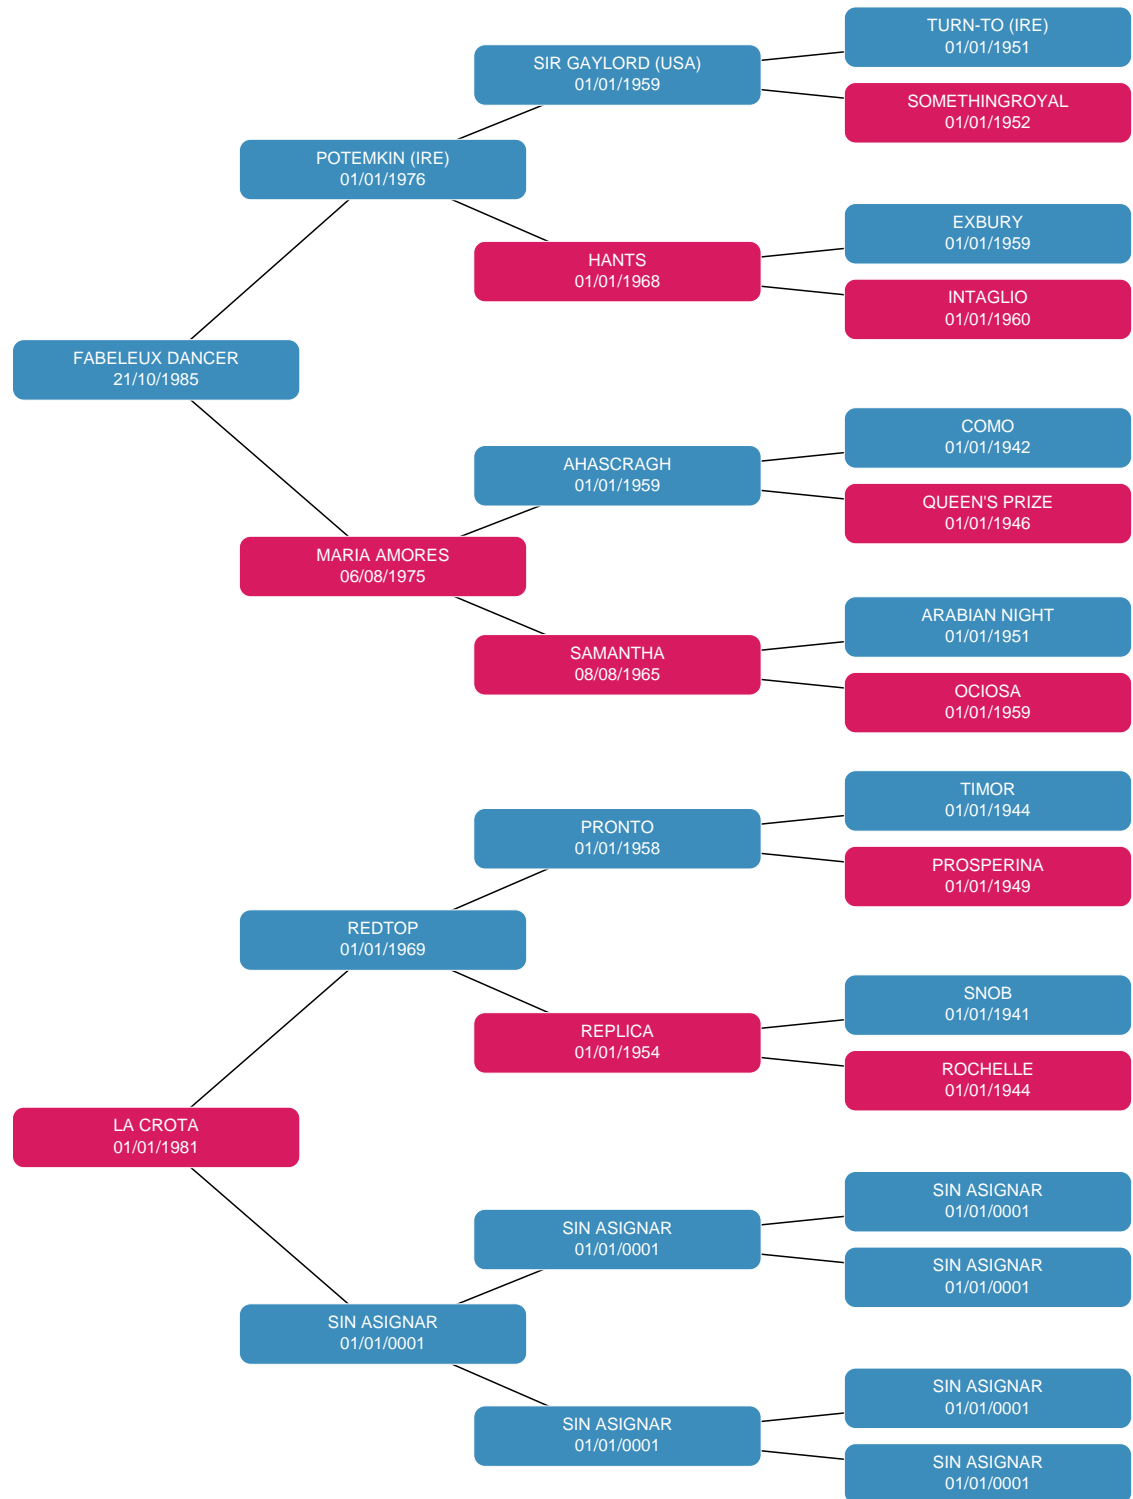 TURN-TO (IRE)
01/01/1951
SIR GAYLORD (USA)
01/01/1959
SOMETHINGROYAL
01/01/1952
POTEMKIN (IRE)
01/01/1976
EXBURY
01/01/1959
HANTS
01/01/1968
INTAGLIO
01/01/1960
FABELEUX DANCER
21/10/1985
COMO
01/01/1942
AHASCRAGH
01/01/1959
QUEEN'S PRIZE
01/01/1946
MARIA AMORES
06/08/1975
ARABIAN NIGHT
01/01/1951
SAMANTHA
08/08/1965
OCIOSA
01/01/1959
TIMOR
01/01/1944
PRONTO
01/01/1958
PROSPERINA
01/01/1949
REDTOP
01/01/1969
SNOB
01/01/1941
REPLICA
01/01/1954
ROCHELLE
01/01/1944
LA CROTA
01/01/1981
SIN ASIGNAR
01/01/0001
SIN ASIGNAR
01/01/0001
SIN ASIGNAR
01/01/0001
SIN ASIGNAR
01/01/0001
SIN ASIGNAR
01/01/0001
SIN ASIGNAR
01/01/0001
SIN ASIGNAR
01/01/0001